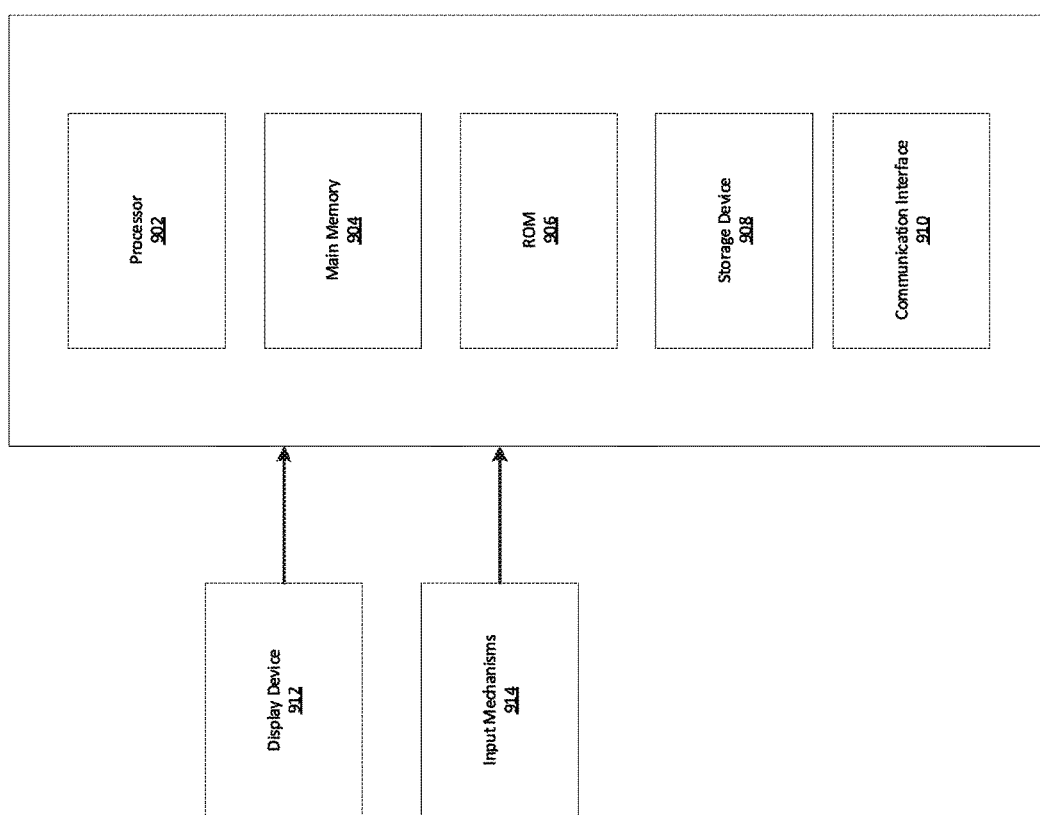 Processor
902
Main Memory
904
ROM
906
Storage Device
908
Communication Interface
910
Display Device
912
Input Mechanisms
914